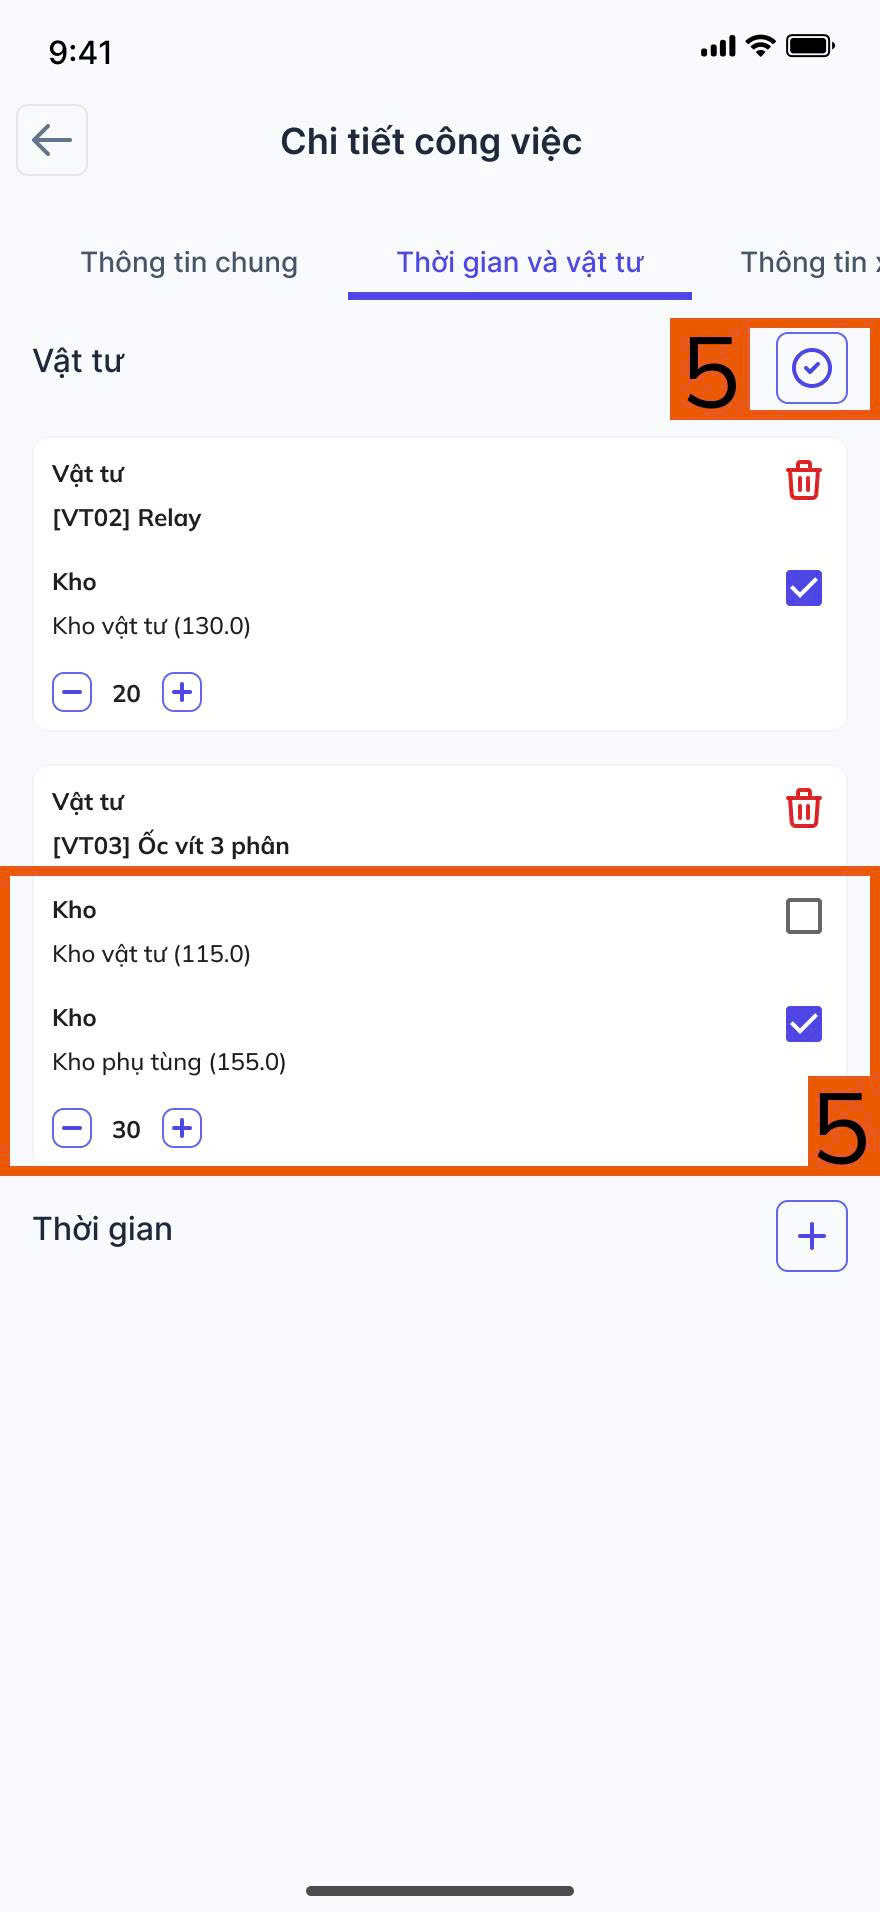 9:41
Chi tiết công việc
Thông tin chung
Thời gian và vật tư
Thông tin
Vật tư
5
Vật tư
[VT02] Relay
Kho
Kho vật tư (130.0)
20
Vật tư
[VT03] Ốc vít 3 phân
Kho
Kho vật tư (115.0)
Kho
Kho phụ tùng (155.0)
30
5
Thời gian